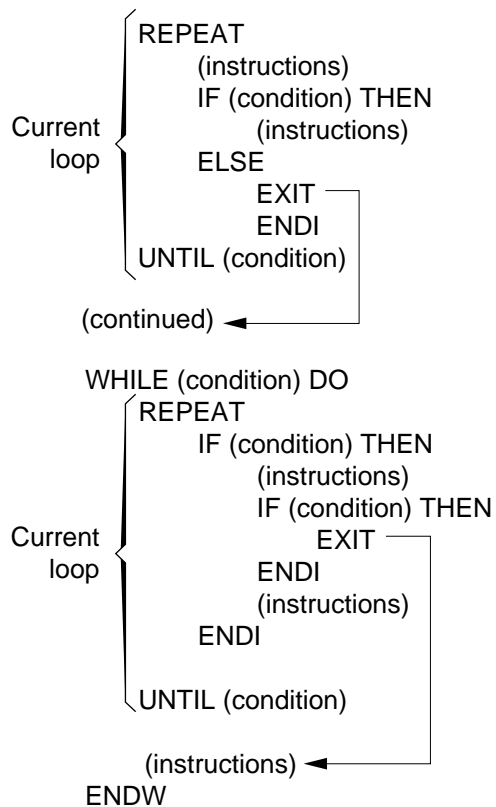 REPEAT
(instructions)
IF (condition) THEN
(instructions)
Current
loop
ELSE
EXIT
ENDI
UNTIL (condition)
(continued)
WHILE (condition) DO
REPEAT
IF (condition) THEN
(instructions)
IF (condition) THEN
EXIT
Current
loop
ENDI
(instructions)
ENDI
UNTIL (condition)
(instructions)
ENDW